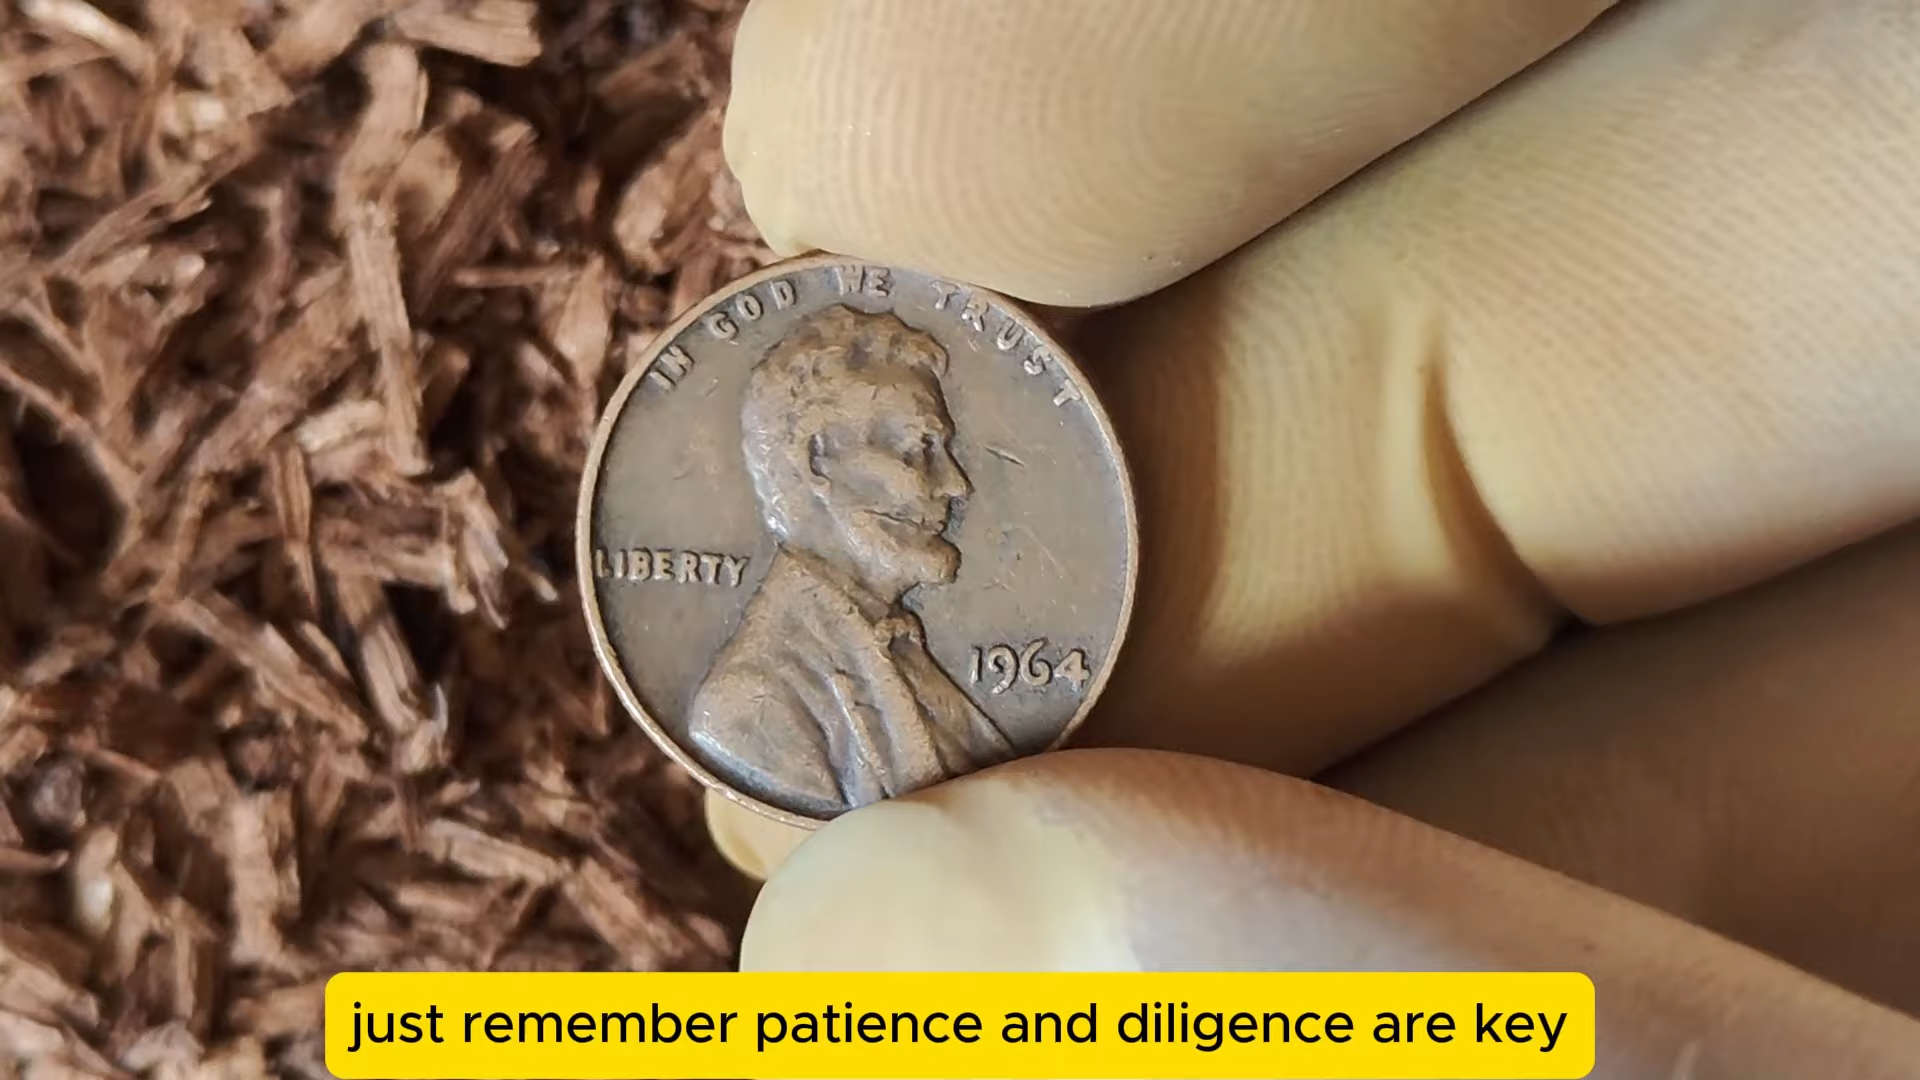 IN GOD WE TRUST
LIBERTY
1964
just remember patience and diligence are key